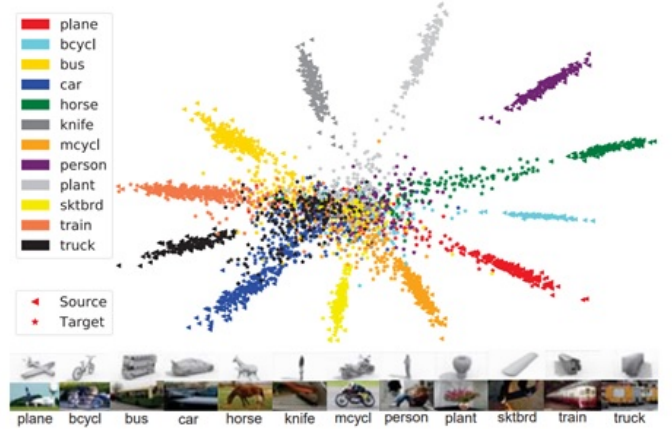 plane
bcycl
bus
car
horse
knife
mcycl
person
plant
sktbrd
train
truck
Source
Target
plane bcycl bus car horse knife mcycl person plant sktbrd train truck